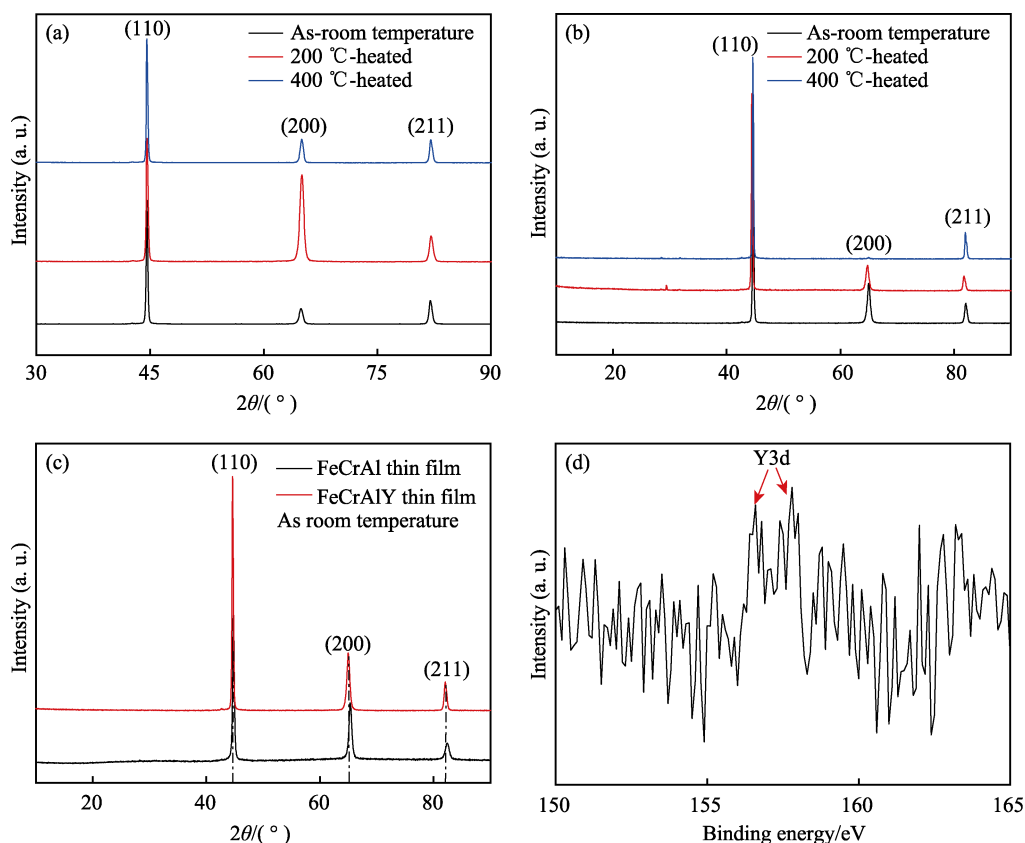 (a)
(110)
As-room temperature
200 ℃-heated
400 ℃-heated
(200)
(211)
Intensity (a. u.)
30
45
60
75
90
2θ/( ° )
(b)
(110)
As-room temperature
200 ℃-heated
400 ℃-heated
(200)
(211)
Intensity (a. u.)
20
40
60
80
2θ/( ° )
(c)
(110)
FeCrAl thin film
FeCrAlY thin film
As room temperature
(200)
(211)
Intensity (a. u.)
20
40
60
80
2θ/( ° )
(d)
Y3d
Intensity (a. u.)
150
155
160
165
Binding energy/eV